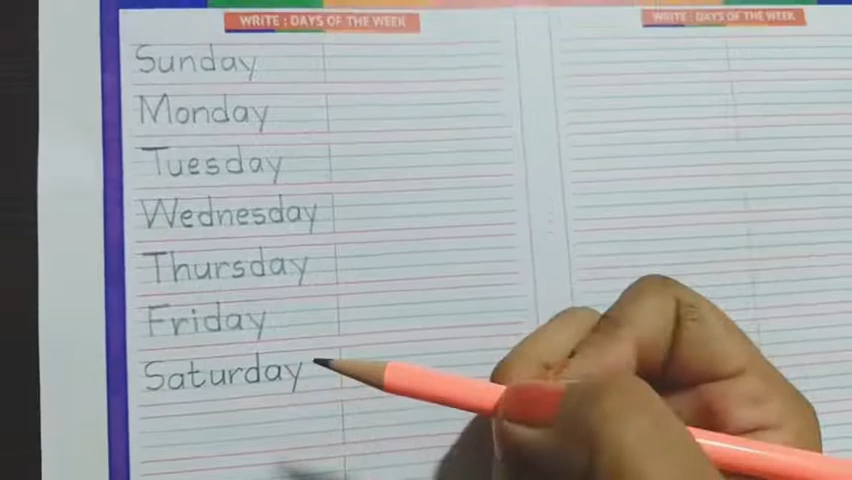 WRITE : DAYS OF THE WEEK
Sunday
Monday
Tuesday
Wednesday
Thursday
Friday
Saturday
WRITE : DAYS OF THE WEEK